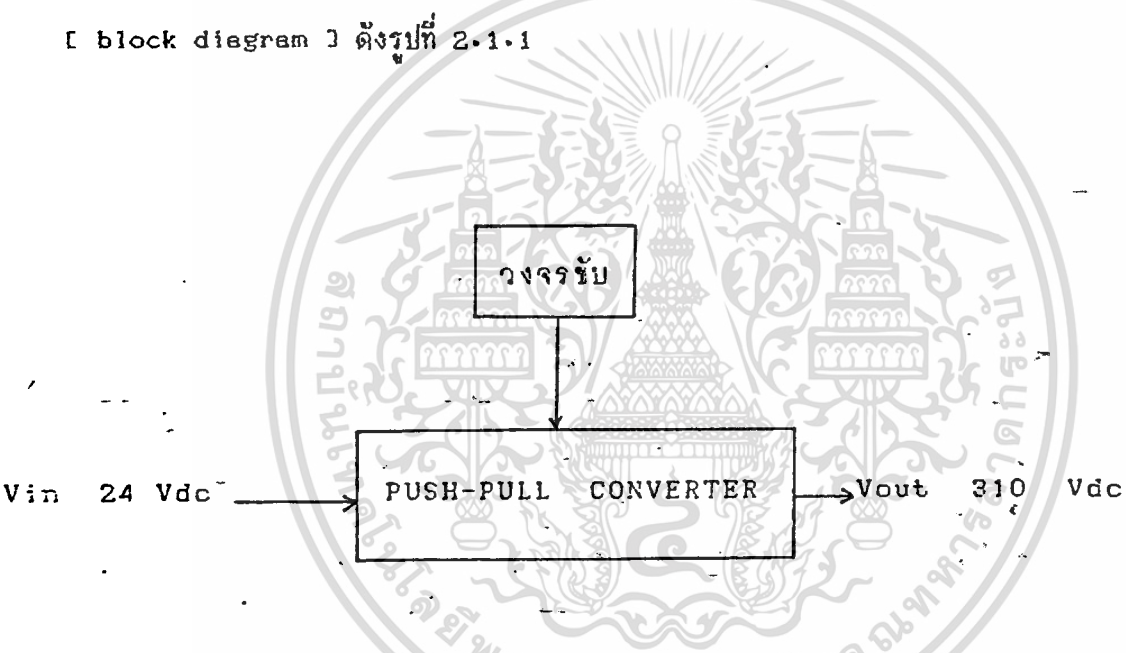 [ block diagram ] ดังรูปที่ 2.1.1
วงจรขับ
Vin 24 Vdc
PUSH-PULL CONVERTER
Vout 310 Vdc